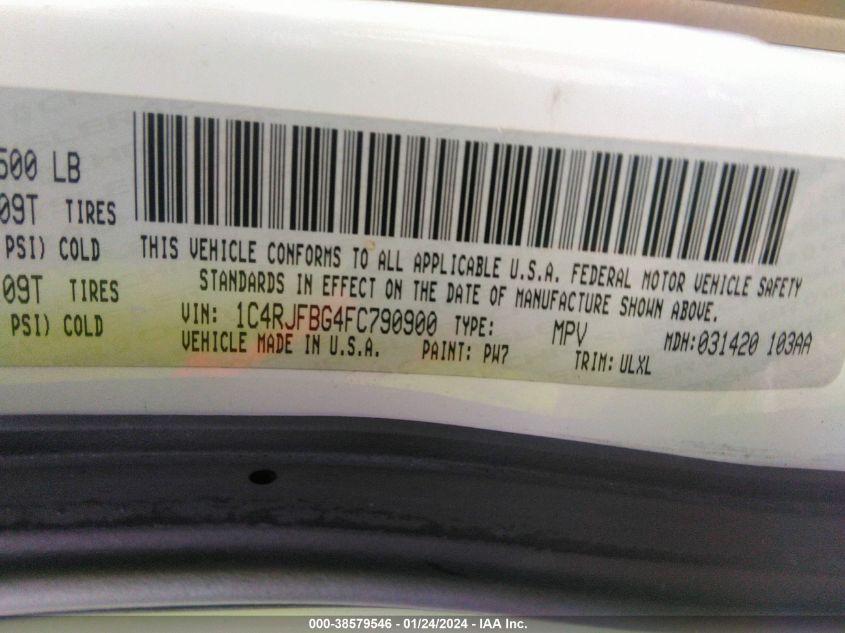 500 LB
09T TIRES
PSI) COLD
09T TIRES
PSI) COLD
THIS VEHICLE CONFORMS TO ALL APPLICABLE U.S.A. FEDERAL MOTOR VEHICLE SAFETY
STANDARDS IN EFFECT ON THE DATE OF MANUFACTURE SHOWN ABOVE.
VIN: 1C4RJFBG4FC790900 TYPE: MPV MDH:031420 103AA
VEHICLE MADE IN U.S.A. PAINT: PW7 TRIM: ULXL
000-38579546 - 01/24/2024 - IAA Inc.